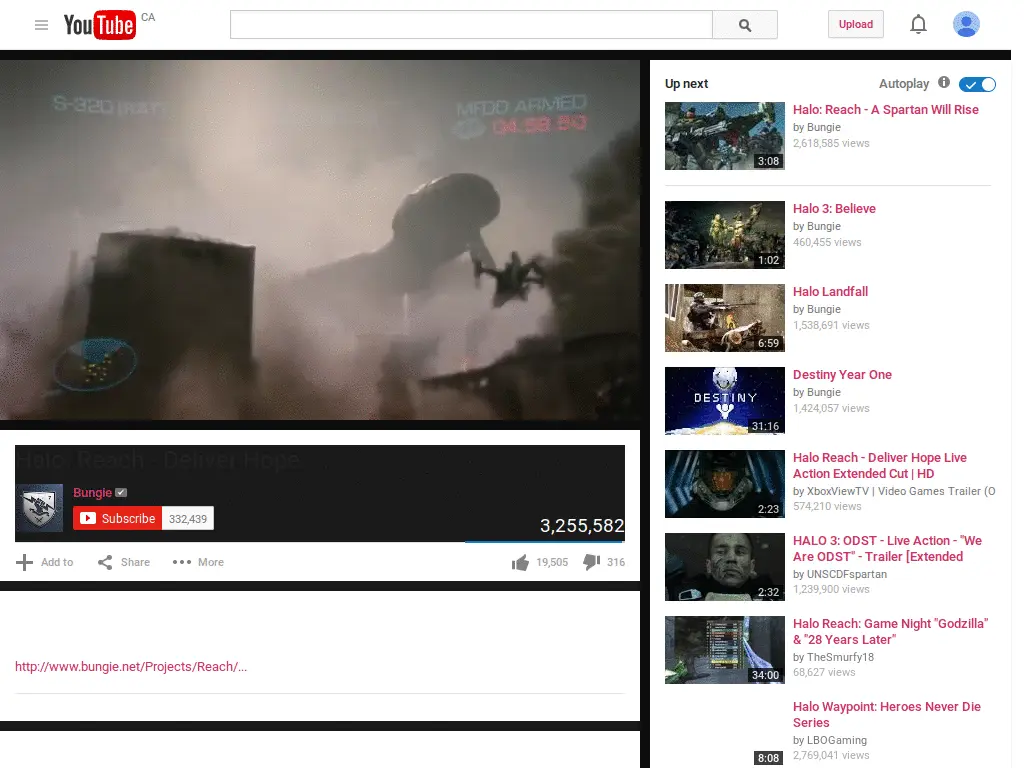 YouTube CA
Upload
S-320
MFDD ARMED
04:59
Up next
Autoplay
Halo: Reach - A Spartan Will Rise
by Bungie
2,618,585 views
3:08
Halo 3: Believe
by Bungie
460,455 views
1:02
Halo Landfall
by Bungie
1,538,691 views
6:59
Destiny Year One
by Bungie
1,424,057 views
DESTINY
31:16
Halo Reach - Deliver Hope Live
Action Extended Cut | HD
by XboxViewTV | Video Games Trailer (O
574,210 views
2:23
HALO 3: ODST - Live Action - "We
Are ODST" - Trailer [Extended
by UNSCDFspartan
1,239,900 views
2:32
Halo Reach: Game Night "Godzilla"
& "28 Years Later"
by TheSmurfy18
68,627 views
34:00
Halo Waypoint: Heroes Never Die
Series
by LBOGaming
2,769,041 views
8:08
Halo: Reach - Deliver Hope
Bungie
Subscribe 332,439
3,255,582
Add to Share More 19,505 316
http://www.bungie.net/Projects/Reach/...